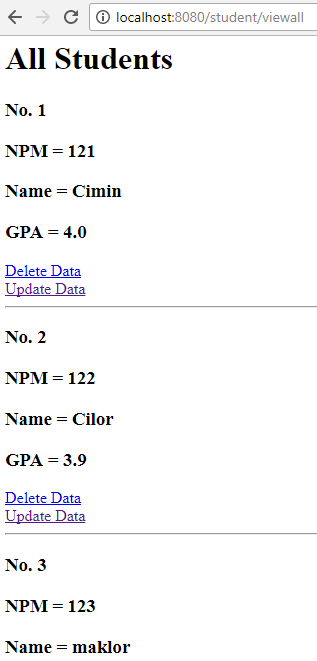 localhost:8080/student/viewall
All Students
No. 1
NPM = 121
Name = Cimin
GPA = 4.0
Delete Data
Update Data
No. 2
NPM = 122
Name = Cilor
GPA = 3.9
Delete Data
Update Data
No. 3
NPM = 123
Name = maklor